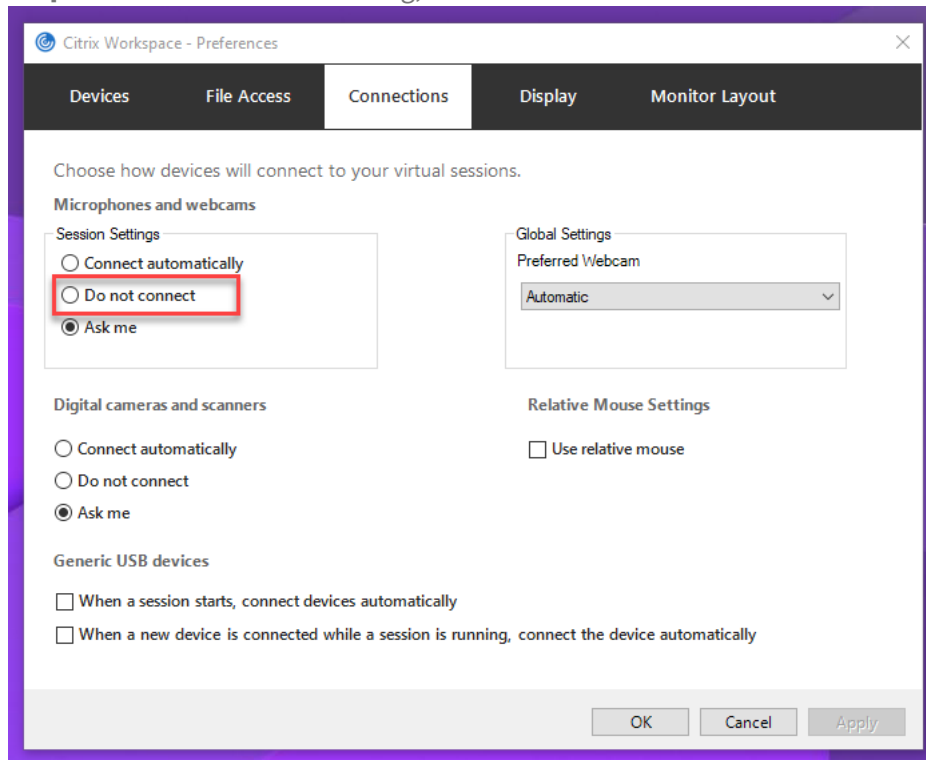 Citrix Workspace - Preferences
Devices File Access Connections Display Monitor Layout
Choose how devices will connect to your virtual sessions.
Microphones and webcams
Session Settings
Connect automatically
Do not connect
Ask me
Global Settings
Preferred Webcam
Automatic
Digital cameras and scanners
Connect automatically
Do not connect
Ask me
Relative Mouse Settings
Use relative mouse
Generic USB devices
When a session starts, connect devices automatically
When a new device is connected while a session is running, connect the device automatically
OK Cancel Apply